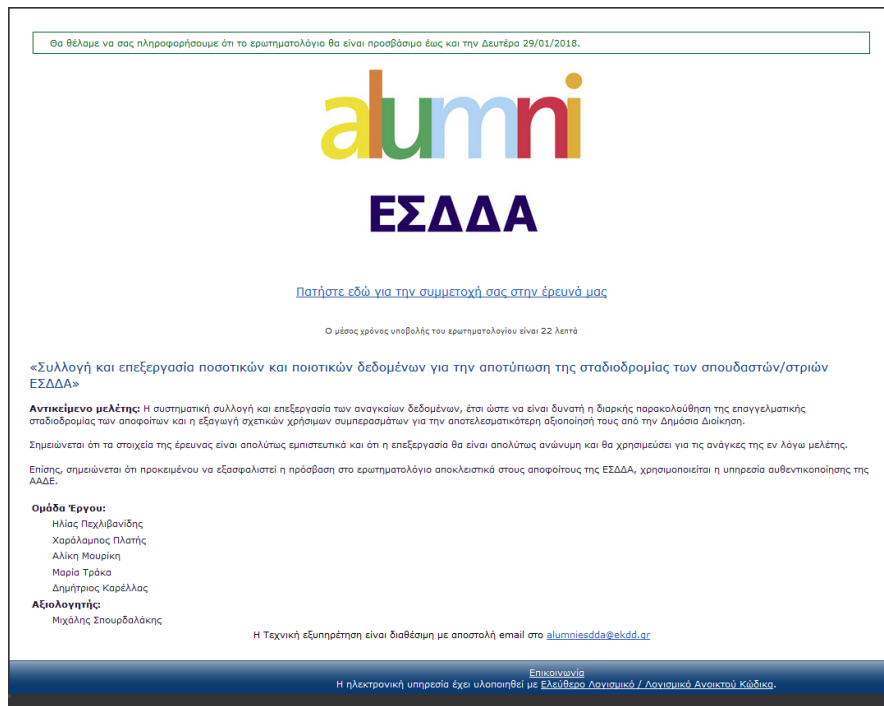 Θα θέλαμε να σας πληροφορήσουμε ότι το ερωτηματολόγιο θα είναι προσβάσιμο έως και την Δευτέρα 29/01/2018.
alumni
ΕΣΔΔΑ
Πατήστε εδώ για την συμμετοχή σας στην έρευνά μας
Ο μέσος χρόνος υποβολής του ερωτηματολογίου είναι 22 λεπτά
«Συλλογή και επεξεργασία ποσοτικών και ποιοτικών δεδομένων για την αποτύπωση της σταδιοδρομίας των σπουδαστών/στριών
ΕΣΔΔΑ»
Αντικείμενο μελέτης: Η συστηματική συλλογή και επεξεργασία των αναγκαίων δεδομένων, έτσι ώστε να είναι δυνατή η διαρκής παρακολούθηση της επαγγελματικής
σταδιοδρομίας των αποφοίτων και η εξαγωγή σχετικών χρήσιμων συμπερασμάτων για την αποτελεσματικότερη αξιοποίησή τους από την Δημόσια Διοίκηση.
Σημειώνεται ότι τα στοιχεία της έρευνας είναι απολύτως εμπιστευτικά και ότι η επεξεργασία θα είναι απολύτως ανώνυμη και θα χρησιμεύσει για τις ανάγκες της εν λόγω μελέτης.
Επίσης, σημειώνεται ότι προκειμένου να εξασφαλιστεί η πρόσβαση στο ερωτηματολόγιο αποκλειστικά στους αποφοίτους της ΕΣΔΔΑ, χρησιμοποιείται η υπηρεσία αυθεντικοποίησης της
ΑΑΔΕ.
Ομάδα Έργου:
Ηλίας Πεχλιβανίδης
Χαράλαμπος Πλατής
Αλίκη Μουρίκη
Μαρία Τράκα
Δημήτριος Καρέλλας
Αξιολογητής:
Μιχάλης Σπουρδαλάκης
Η Τεχνική εξυπηρέτηση είναι διαθέσιμη με αποστολή email στο alumniesdda@ekdd.gr
Επικοινωνία
Η ηλεκτρονική υπηρεσία έχει υλοποιηθεί με Ελεύθερο Λογισμικό / Λογισμικό Ανοικτού Κώδικα.